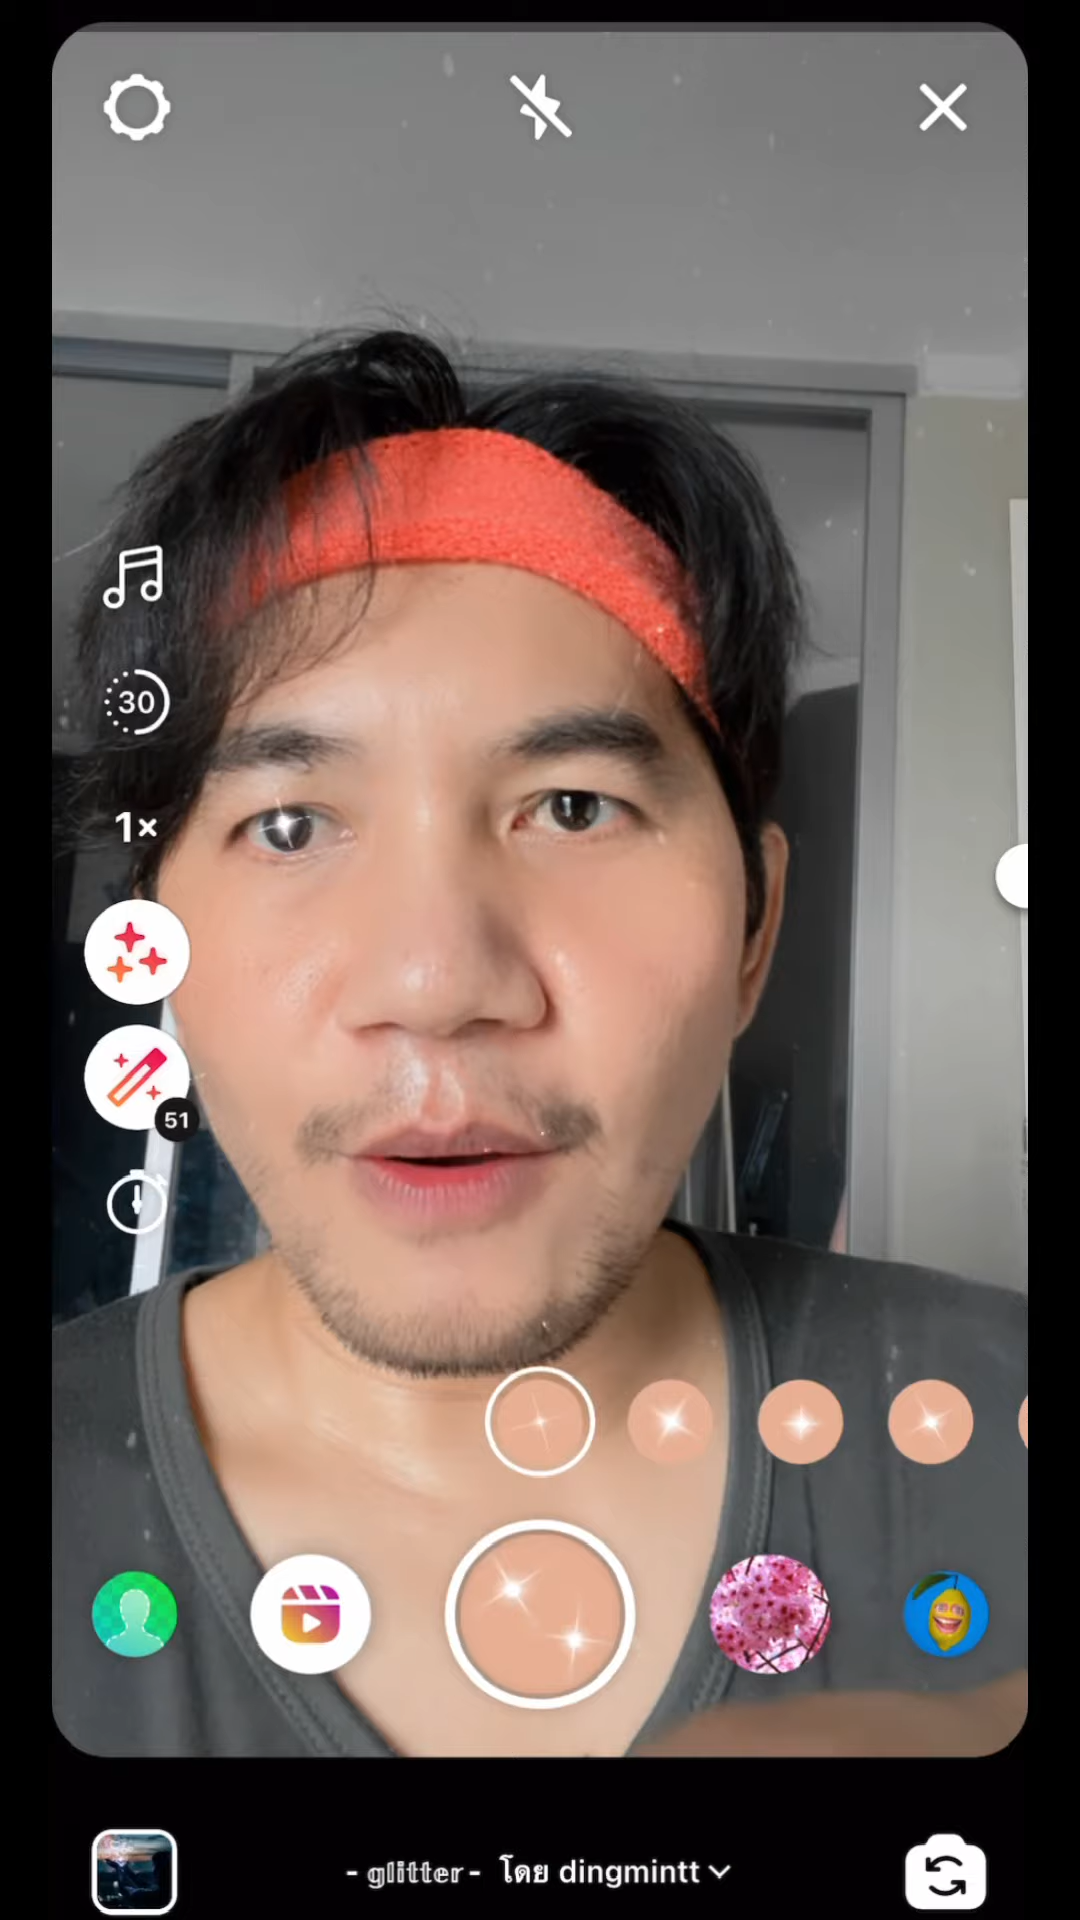 30
1×
51
- glitter - โดย dingmintt